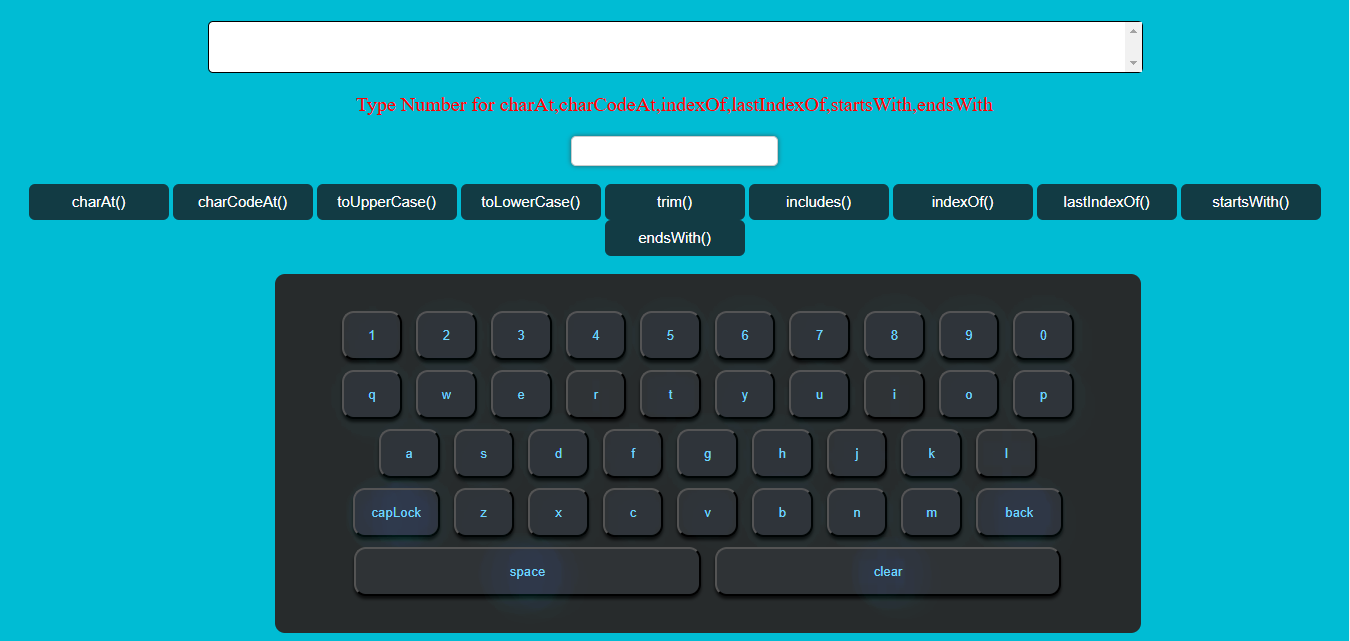 Type Number for charAt,charCodeAt,indexOf,lastIndexOf,startsWith,endsWith
charAt() charCodeAt() toUpperCase() toLowerCase() trim() includes() indexOf() lastIndexOf() startsWith()
endsWith()
1 2 3 4 5 6 7 8 9 0
q w e r t y u i o p
a s d f g h j k l
capLock z x c v b n m back
space clear